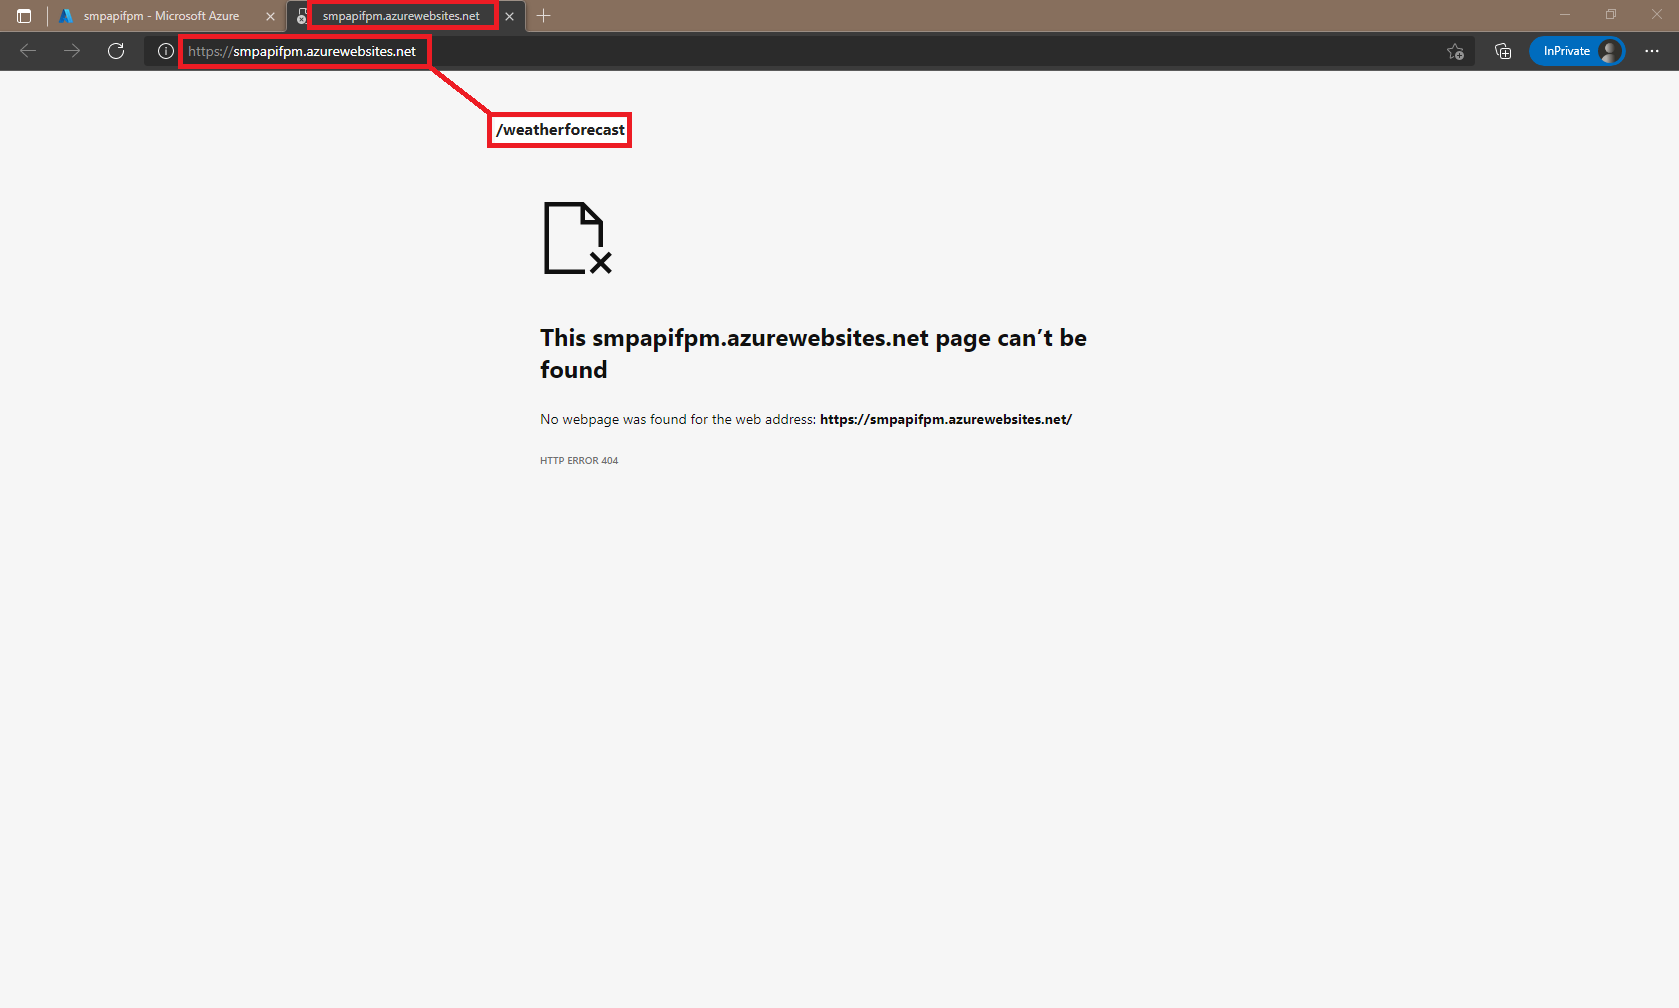 smpapifpm - Microsoft Azure
smpapifpm.azurewebsites.net
https://smpapifpm.azurewebsites.net
InPrivate
/weatherforecast
This smpapifpm.azurewebsites.net page can’t be
found
No webpage was found for the web address: https://smpapifpm.azurewebsites.net/
HTTP ERROR 404